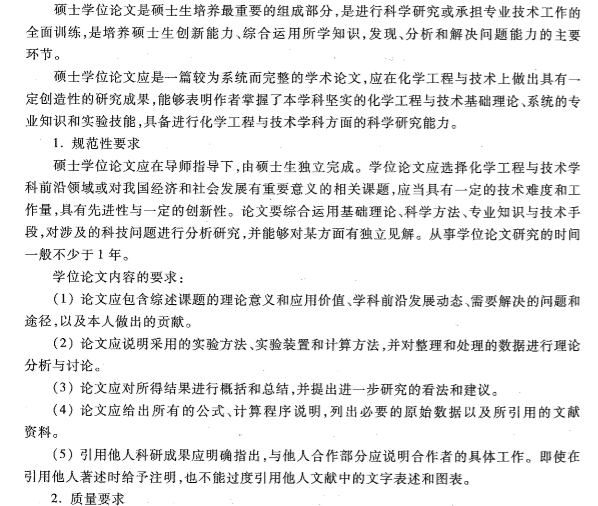 硕士学位论文是硕士生培养最重要的组成部分,是进行科学研究或承担专业技术工作的
全面训练,是培养硕士生创新能力、综合运用所学知识,发现、分析和解决问题能力的主要
环节。
硕士学位论文应是一篇较为系统而完整的学术论文,应在化学工程与技术上做出具有一
定创造性的研究成果,能够表明作者掌握了本学科坚实的化学工程与技术基础理论、系统的专
业知识和实验技能,具备进行化学工程与技术学科方面的科学研究能力。
1. 规范性要求
硕士学位论文应在导师指导下,由硕士生独立完成。学位论文应选择化学工程与技术学
科前沿领域或对我国经济和社会发展有重要意义的相关课题,应当具有一定的技术难度和工
作量,具有先进性与一定的创新性。论文要综合运用基础理论、科学方法、专业知识与技术手
段,对涉及的科技问题进行分析研究,并能够对某方面有独立见解。从事学位论文研究的时间
一般不少于 1 年。
学位论文内容的要求:
(1) 论文应包含综述课题的理论意义和应用价值、学科前沿发展动态、需要解决的问题和
途径,以及本人做出的贡献。
(2) 论文应说明采用的实验方法、实验装置和计算方法,并对整理和处理的数据进行理论
分析与讨论。
(3) 论文应对所得结果进行概括和总结,并提出进一步研究的看法和建议。
(4) 论文应给出所有的公式、计算程序说明,列出必要的原始数据以及所引用的文献
资料。
(5) 引用他人科研成果应明确指出,与他人合作部分应说明合作者的具体工作。即使在
引用他人著述时给予注明,也不能过度引用他人文献中的文字表述和图表。
2. 质量要求